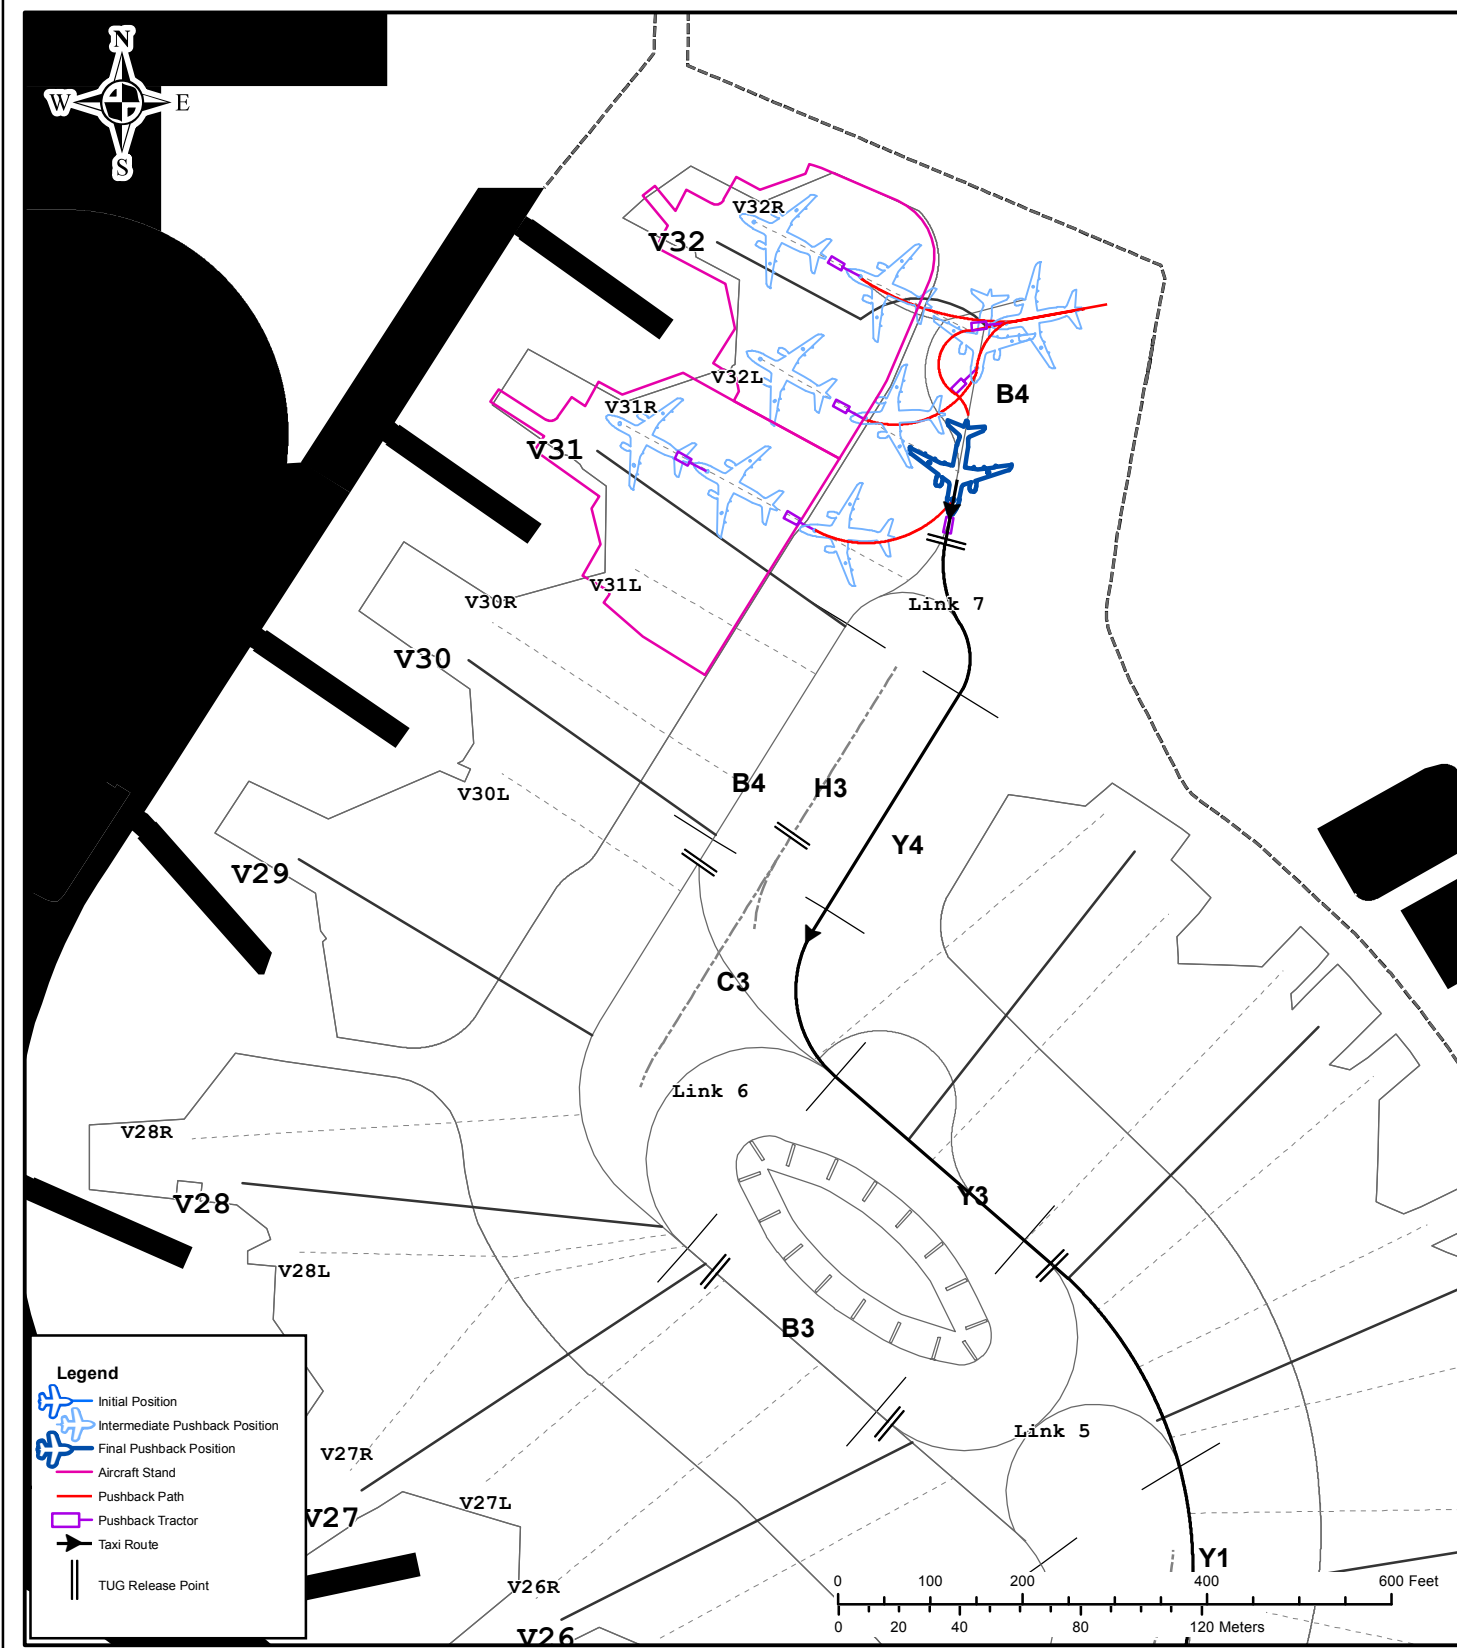 N
W E
S
V32R
V32
V32L
V31R
B4
V31
V31L
V30R
Link 7
V30
B4
H3
V30L
Y4
V29
C3
Link 6
V28R
Y3
V28
V28L
B3
Link 5
V27R
V27L
V27
Y1
V26R
V26
Legend
Initial Position
Intermediate Pushback Position
Final Pushback Position
Aircraft Stand
Pushback Path
Pushback Tractor
Taxi Route
TUG Release Point
0 100 200 400 600 Feet
0 20 40 80 120 Meters